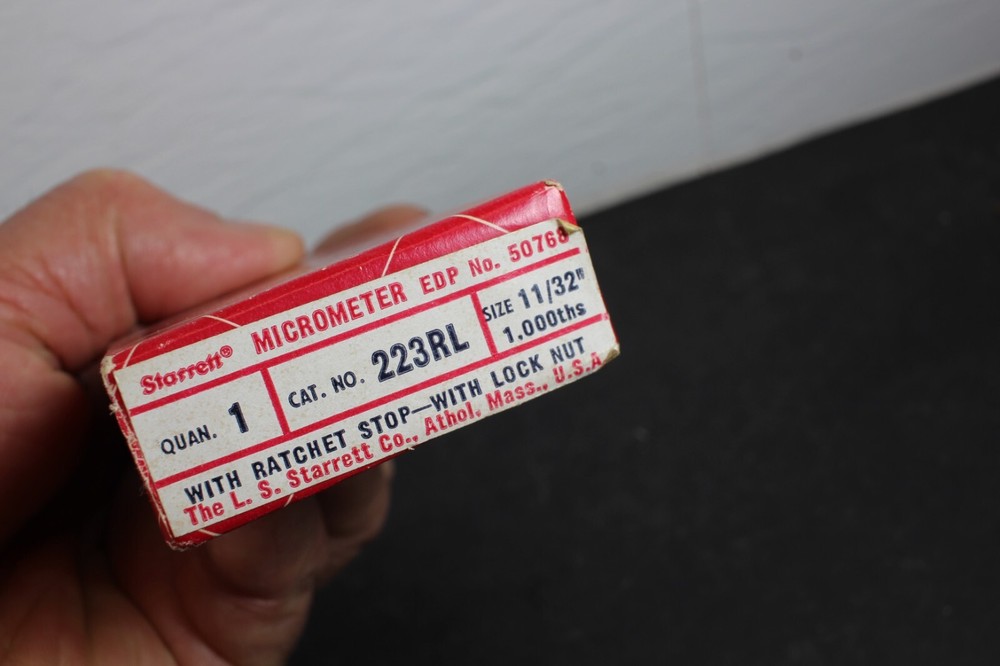 Starrett® MICROMETER EDP No. 50768
QUAN. 1
CAT. NO. 223RL
SIZE 11/32"
1.000ths
WITH RATCHET STOP—WITH LOCK NUT
The L. S. Starrett Co., Athol, Mass., U.S.A.